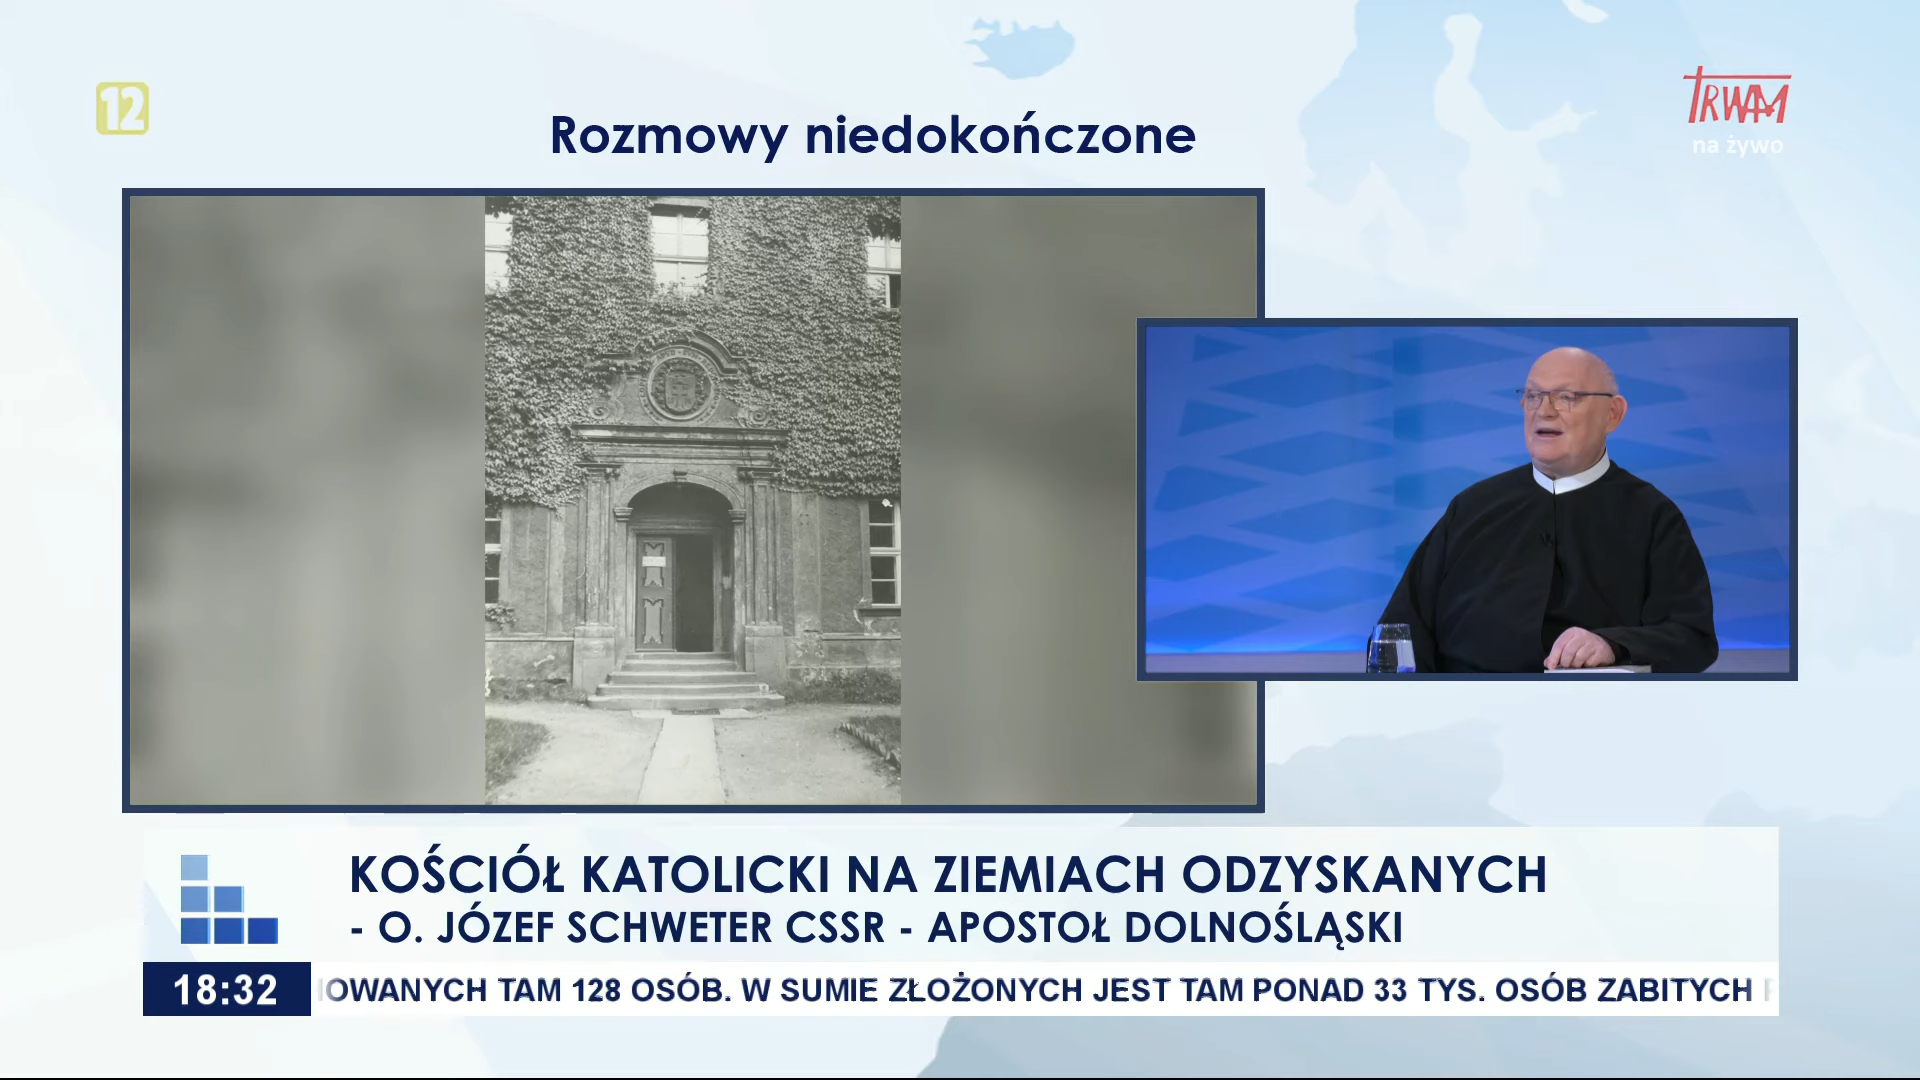 12
TRWAM
na żywo
Rozmowy niedokończone
KOŚCIÓŁ KATOLICKI NA ZIEMIACH ODZYSKANYCH
- O. JÓZEF SCHWETER CSSR - APOSTOŁ DOLNOŚLĄSKI
18:32 OWANYCH TAM 128 OSÓB. W SUMIE ZŁOŻONYCH JEST TAM PONAD 33 TYS. OSÓB ZABITYCH